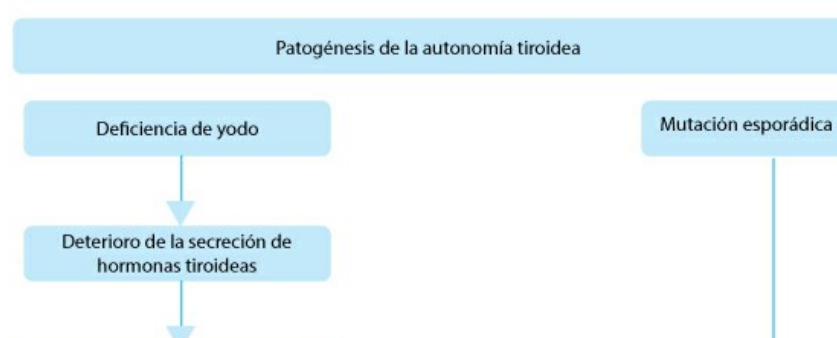 Patogénesis de la autonomía tiroidea
Deficiencia de yodo
Mutación esporádica
Deterioro de la secreción de
hormonas tiroideas